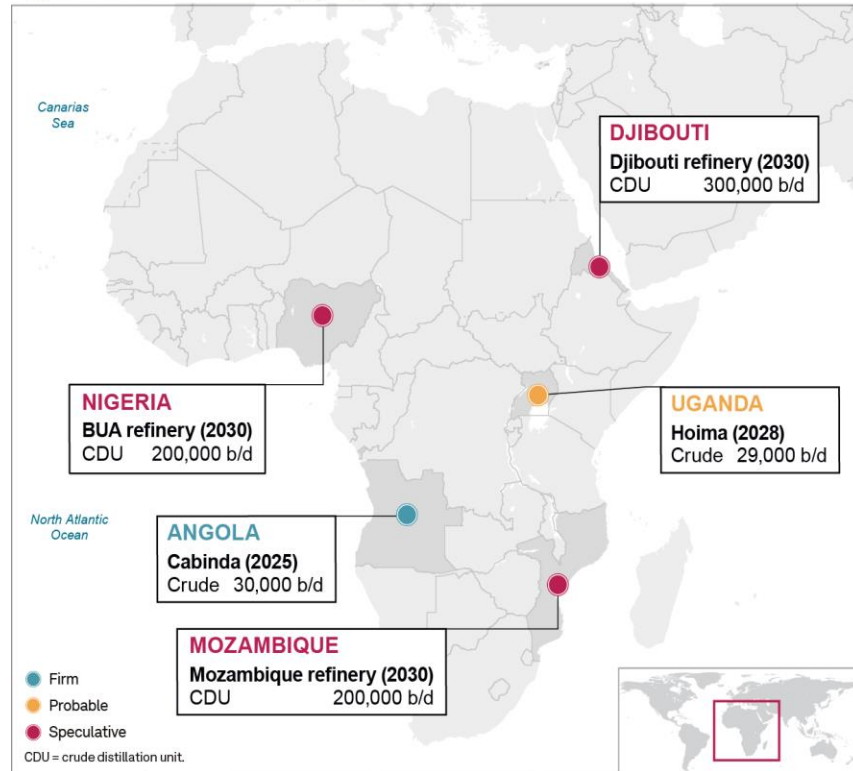 Canarias
Sea
DJIBOUTI
Djibouti refinery (2030)
CDU 300,000 b/d
NIGERIA
BUA refinery (2030)
CDU 200,000 b/d
UGANDA
Hoima (2028)
Crude 29,000 b/d
North Atlantic
Ocean
ANGOLA
Cabinda (2025)
Crude 30,000 b/d
MOZAMBIQUE
Mozambique refinery (2030)
CDU 200,000 b/d
Firm
Probable
Speculative
CDU = crude distillation unit.